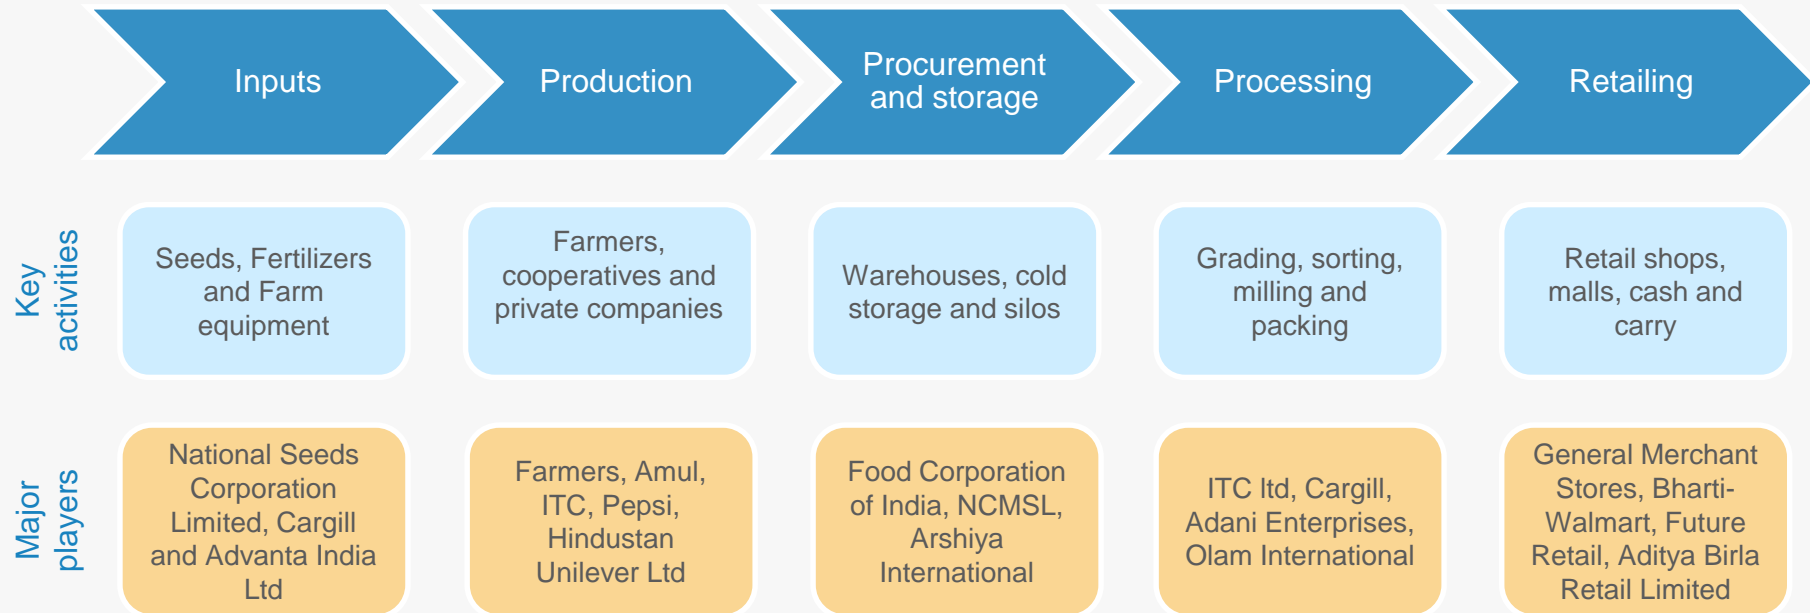 Inputs
Production
Procurement
and storage
Processing
Retailing
Key
activities
Seeds, Fertilizers
and Farm
equipment
Farmers,
cooperatives and
private companies
Warehouses, cold
storage and silos
Grading, sorting,
milling and
packing
Retail shops,
malls, cash and
carry
Major
players
National Seeds
Corporation
Limited, Cargill
and Advanta India
Ltd
Farmers, Amul,
ITC, Pepsi,
Hindustan
Unilever Ltd
Food Corporation
of India, NCMSL,
Arshiya
International
ITC ltd, Cargill,
Adani Enterprises,
Olam International
General Merchant
Stores, Bharti-
Walmart, Future
Retail, Aditya Birla
Retail Limited